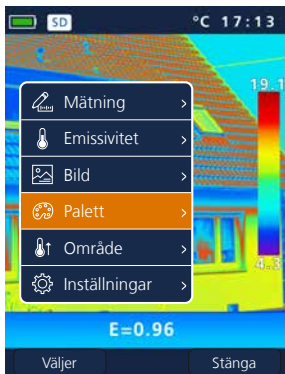 SD °C 17:13
19.1
Mätning
Emissivitet
Bild
Palett
Område
Inställningar
4.3
E=0.96
Väljer Stänga